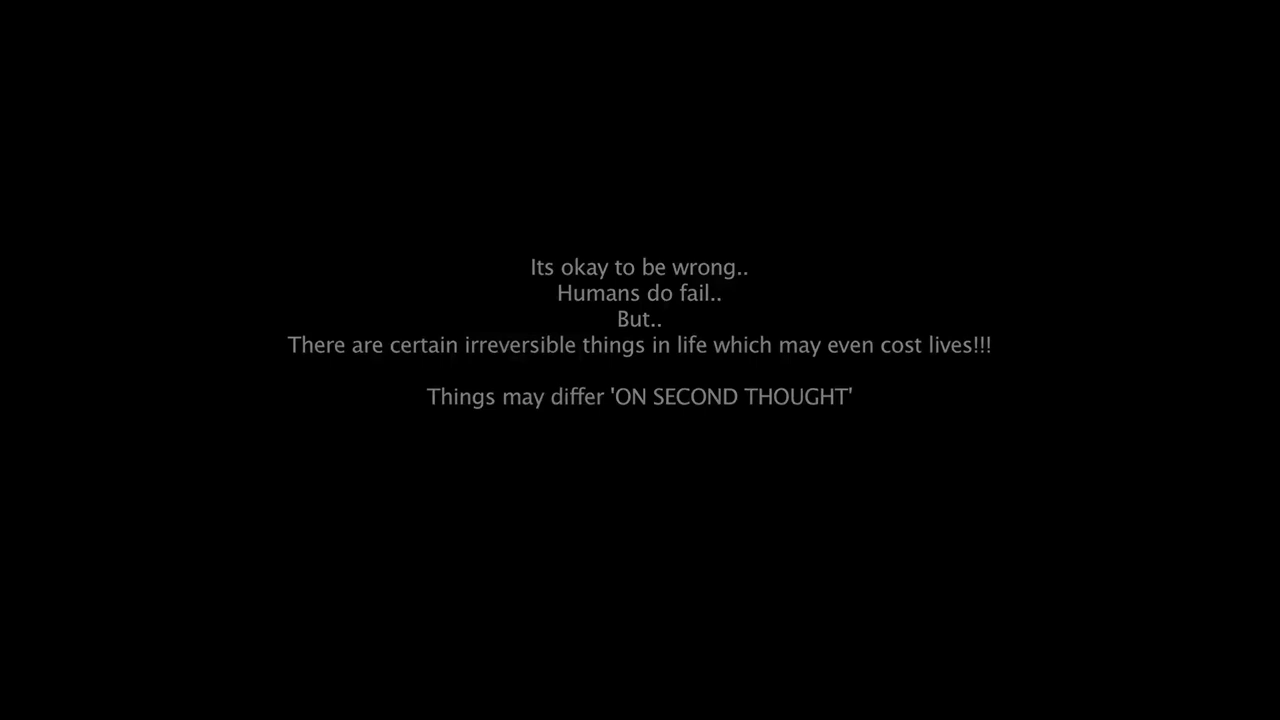 Its okay to be wrong..
Humans do fail..
But..
There are certain irreversible things in life which may even cost lives!!!
Things may differ 'ON SECOND THOUGHT'